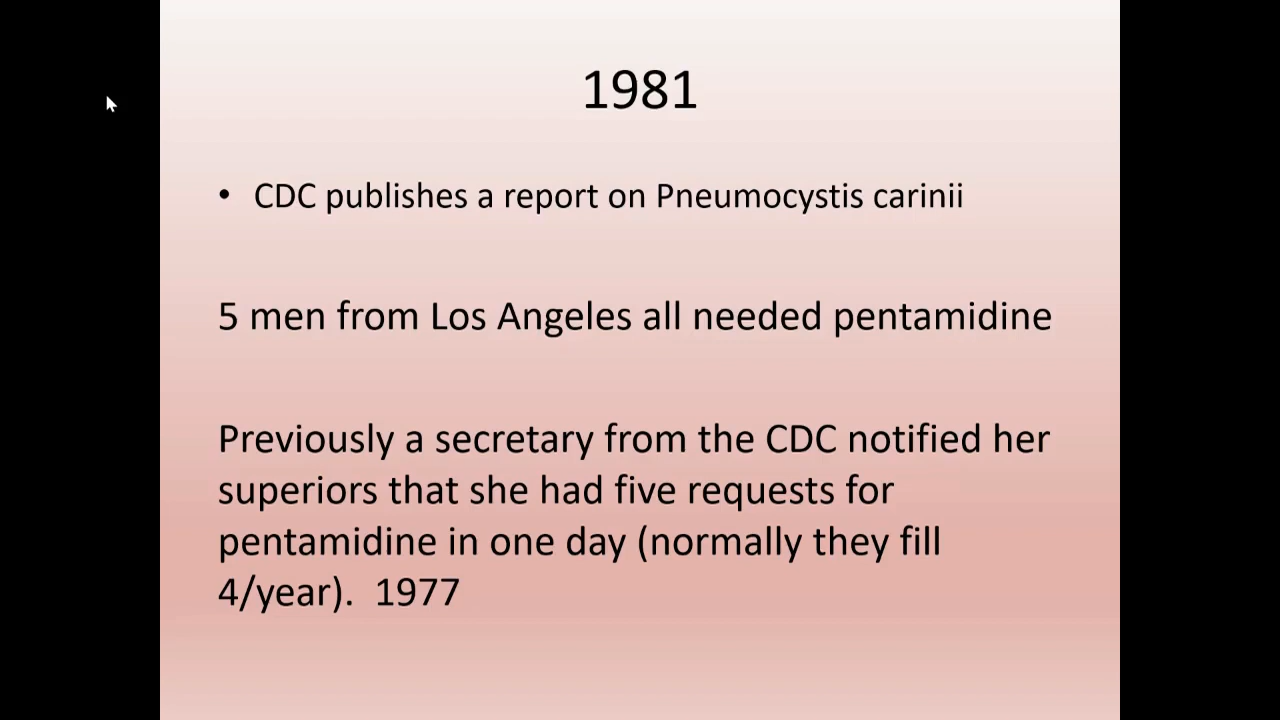 1981
• CDC publishes a report on Pneumocystis carinii
5 men from Los Angeles all needed pentamidine
Previously a secretary from the CDC notified her
superiors that she had five requests for
pentamidine in one day (normally they fill
4/year).  1977